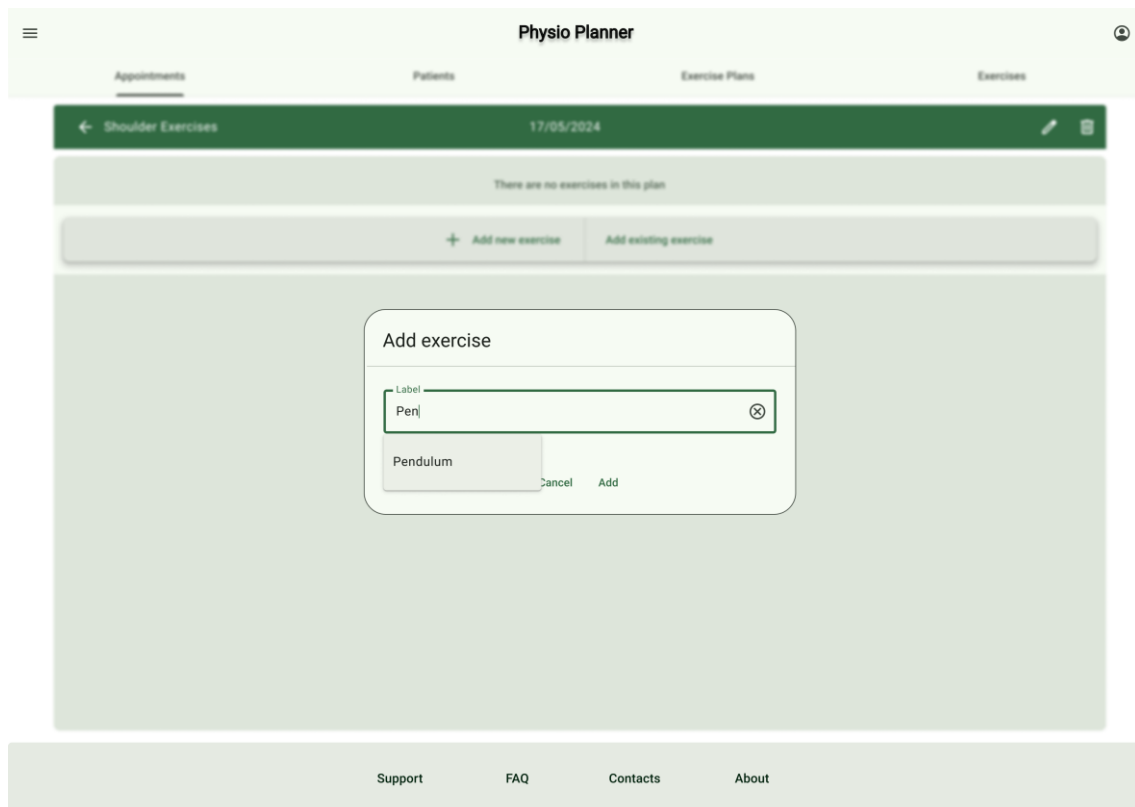 Physio Planner
Appointments Patients Exercise Plans Exercises
Shoulder Exercises 17/05/2024
There are no exercises in this plan
Add new exercise Add existing exercise
Add exercise
Label
Pen
Pendulum
Cancel Add
Support FAQ Contacts About